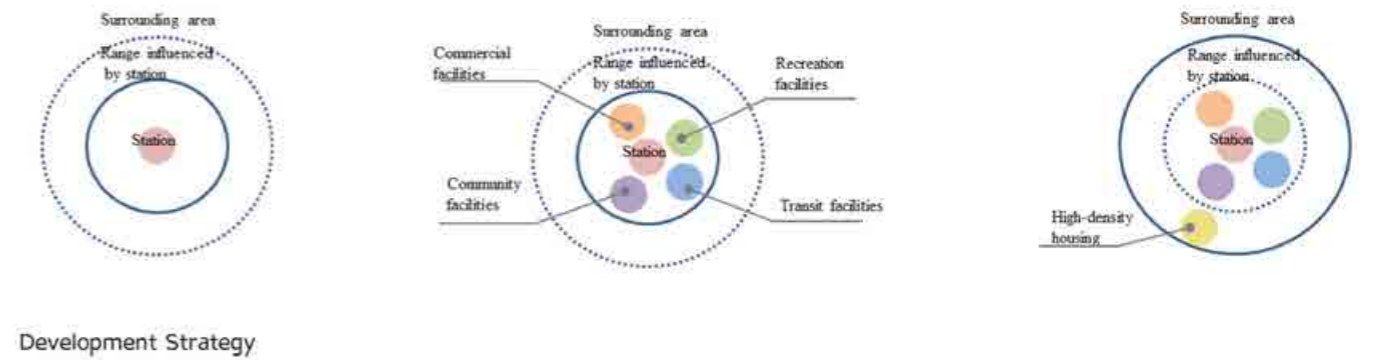 Surrounding area
Range influenced
by station
Station
Surrounding area
Range influenced
by station
Commercial
facilities
Recreation
facilities
Station
Community
facilities
Transit facilities
Surrounding area
Range influenced
by station
Station
High-density
housing
Development Strategy